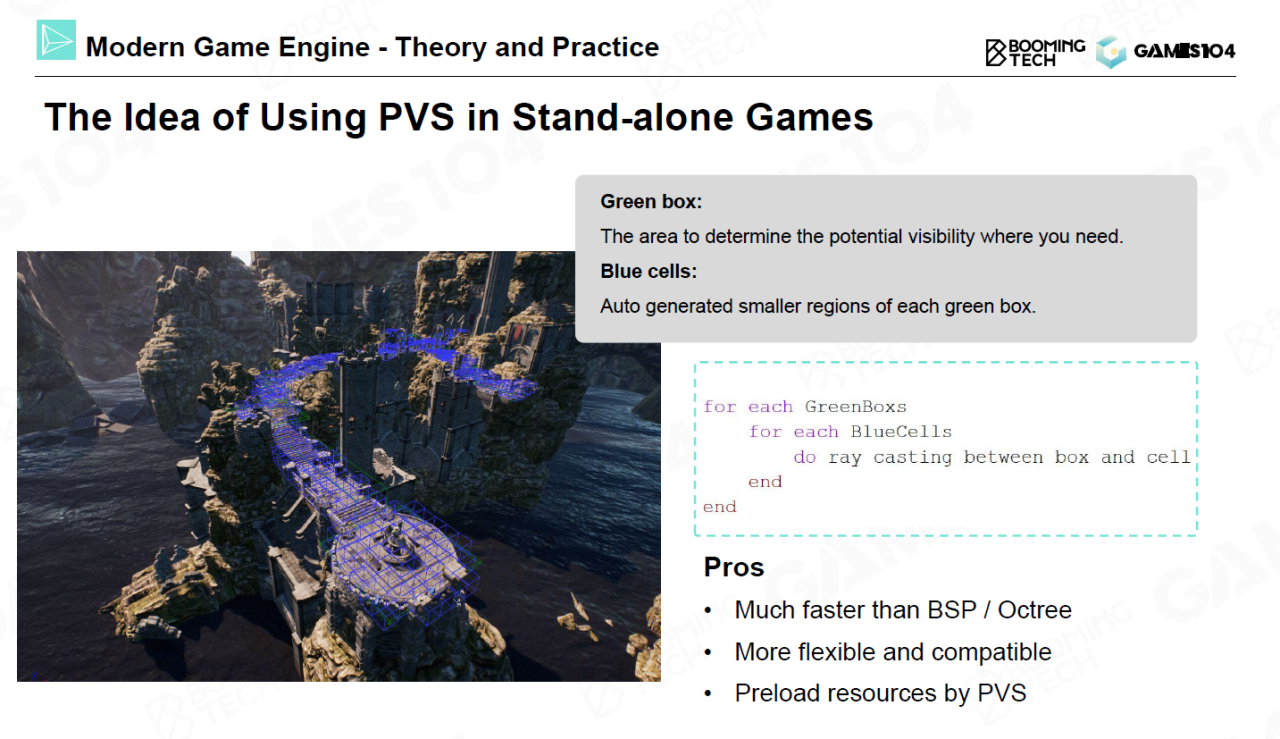 Modern Game Engine - Theory and Practice
BOOMING
TECH
GAMES104
The Idea of Using PVS in Stand-alone Games
Green box:
The area to determine the potential visibility where you need.
Blue cells:
Auto generated smaller regions of each green box.
for each GreenBoxs
for each BlueCells
do ray casting between box and cell
end
end
Pros
• Much faster than BSP / Octree
• More flexible and compatible
• Preload resources by PVS